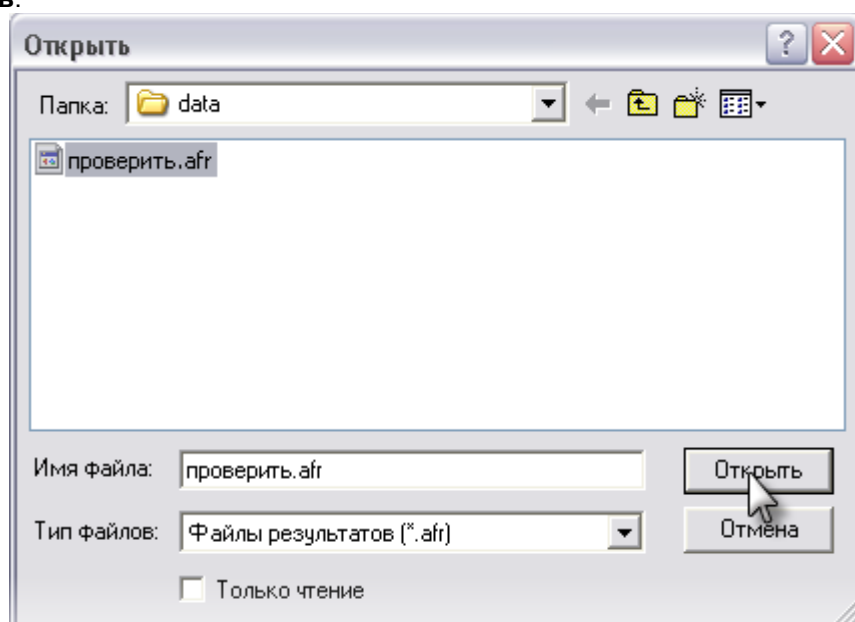 в.
Открыть
Папка: data
проверить.afr
Имя файла: проверить.afr Открыть
Тип файлов: Файлы результатов (*.afr) Отмена
Только чтение